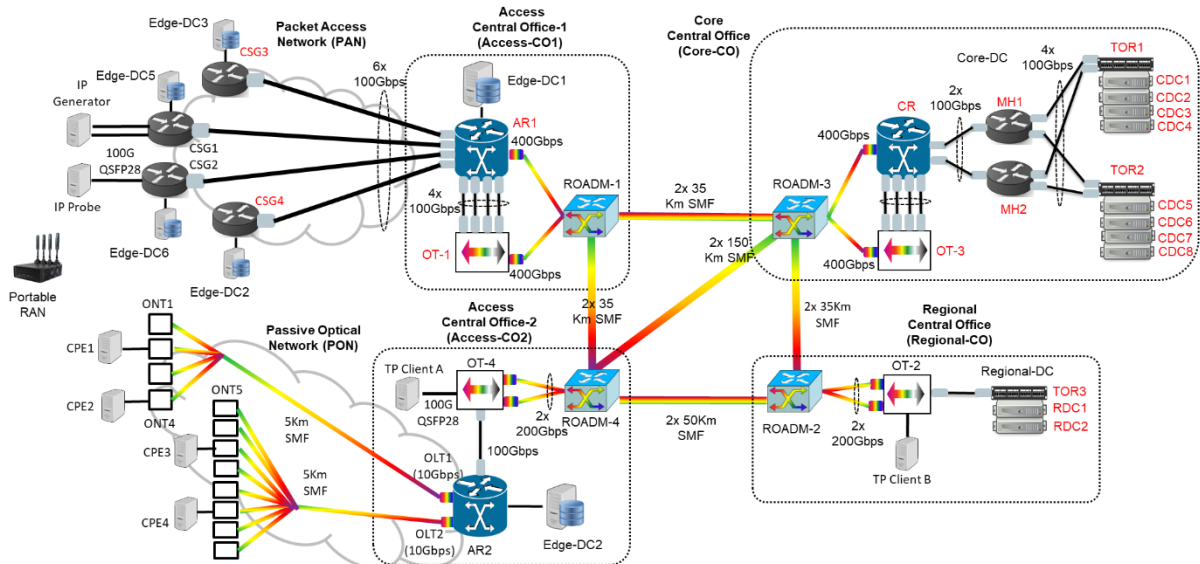 Edge-DC3
CSG3
Packet Access
Network (PAN)
Access
Central Office-1
(Access-CO1)
Core
Central Office
(Core-CO)
Edge-DC5
IP
Generator
CSG1
100G
QSFP28
CSG2
IP Probe
Edge-DC6
CSG4
Edge-DC2
Portable
RAN
6x
100Gbps
Edge-DC1
AR1
400Gbps
4x
100Gbps
OT-1
400Gbps
ROADM-1
2x 35
Km SMF
ROADM-3
2x 150
Km SMF
2x 35
Km SMF
400Gbps
CR
400Gbps
OT-3
Core-DC
2x
100Gbps
MH1
MH2
4x
100Gbps
TOR1
CDC1
CDC2
CDC3
CDC4
TOR2
CDC5
CDC6
CDC7
CDC8
2x 35Km
SMF
ONT1
CPE1
CPE2
ONT4
ONT5
CPE3
CPE4
Passive Optical
Network (PON)
5Km
SMF
5Km
SMF
Access
Central Office-2
(Access-CO2)
TP Client A
OT-4
100G
QSFP28
2x
200Gbps
ROADM-4
100Gbps
OLT1
(10Gbps)
OLT2
(10Gbps)
AR2
Edge-DC2
2x 50Km
SMF
ROADM-2
Regional
Central Office
(Regional-CO)
OT-2
2x
200Gbps
TP Client B
Regional-DC
TOR3
RDC1
RDC2